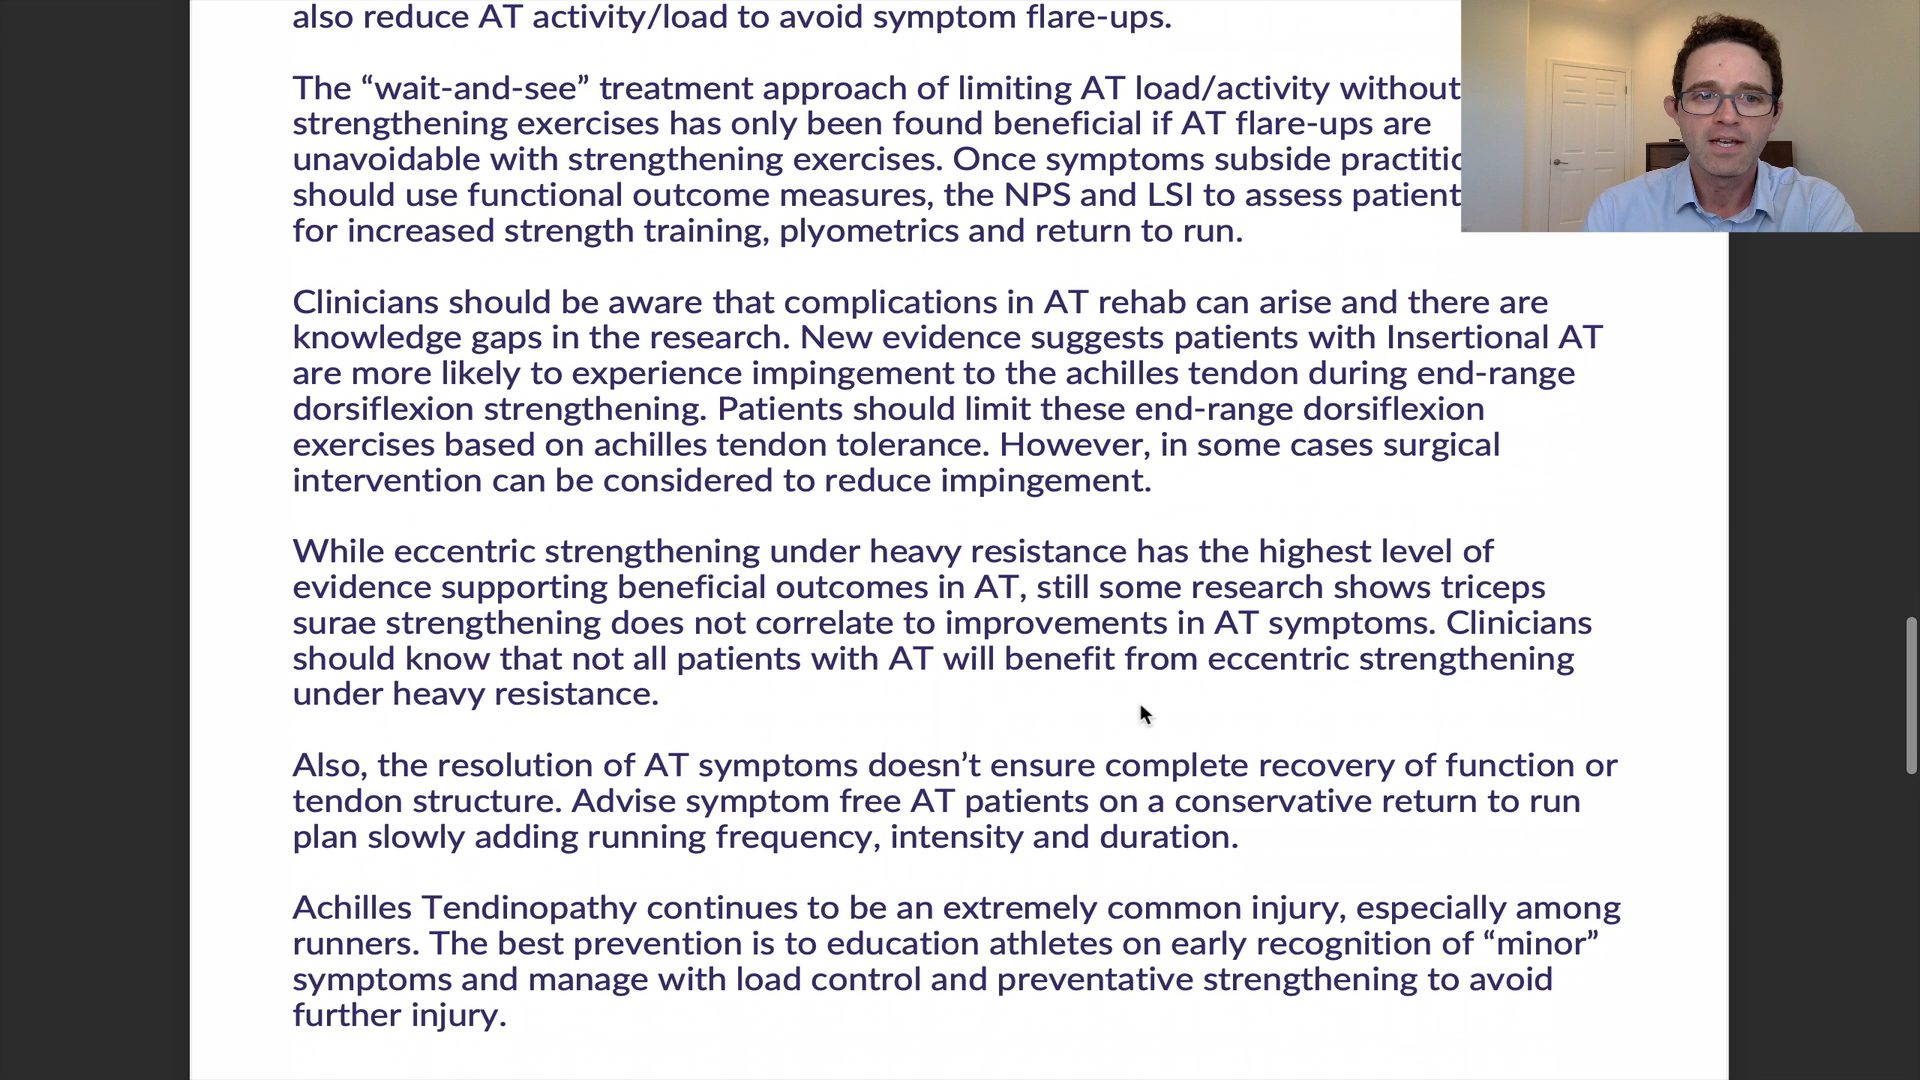 also reduce AT activity/load to avoid symptom flare-ups.
The “wait-and-see” treatment approach of limiting AT load/activity without
strengthening exercises has only been found beneficial if AT flare-ups are
unavoidable with strengthening exercises. Once symptoms subside
should use functional outcome measures, the NPS and LSI to assess patient
for increased strength training, plyometrics and return to run.
Clinicians should be aware that complications in AT rehab can arise and there are
knowledge gaps in the research. New evidence suggests patients with Insertional AT
are more likely to experience impingement to the achilles tendon during end-range
dorsiflexion strengthening. Patients should limit these end-range dorsiflexion
exercises based on achilles tendon tolerance. However, in some cases surgical
intervention can be considered to reduce impingement.
While eccentric strengthening under heavy resistance has the highest level of
evidence supporting beneficial outcomes in AT, still some research shows triceps
surae strengthening does not correlate to improvements in AT symptoms. Clinicians
should know that not all patients with AT will benefit from eccentric strengthening
under heavy resistance.
Also, the resolution of AT symptoms doesn’t ensure complete recovery of function or
tendon structure. Advise symptom free AT patients on a conservative return to run
plan slowly adding running frequency, intensity and duration.
Achilles Tendinopathy continues to be an extremely common injury, especially among
runners. The best prevention is to education athletes on early recognition of “minor”
symptoms and manage with load control and preventative strengthening to avoid
further injury.